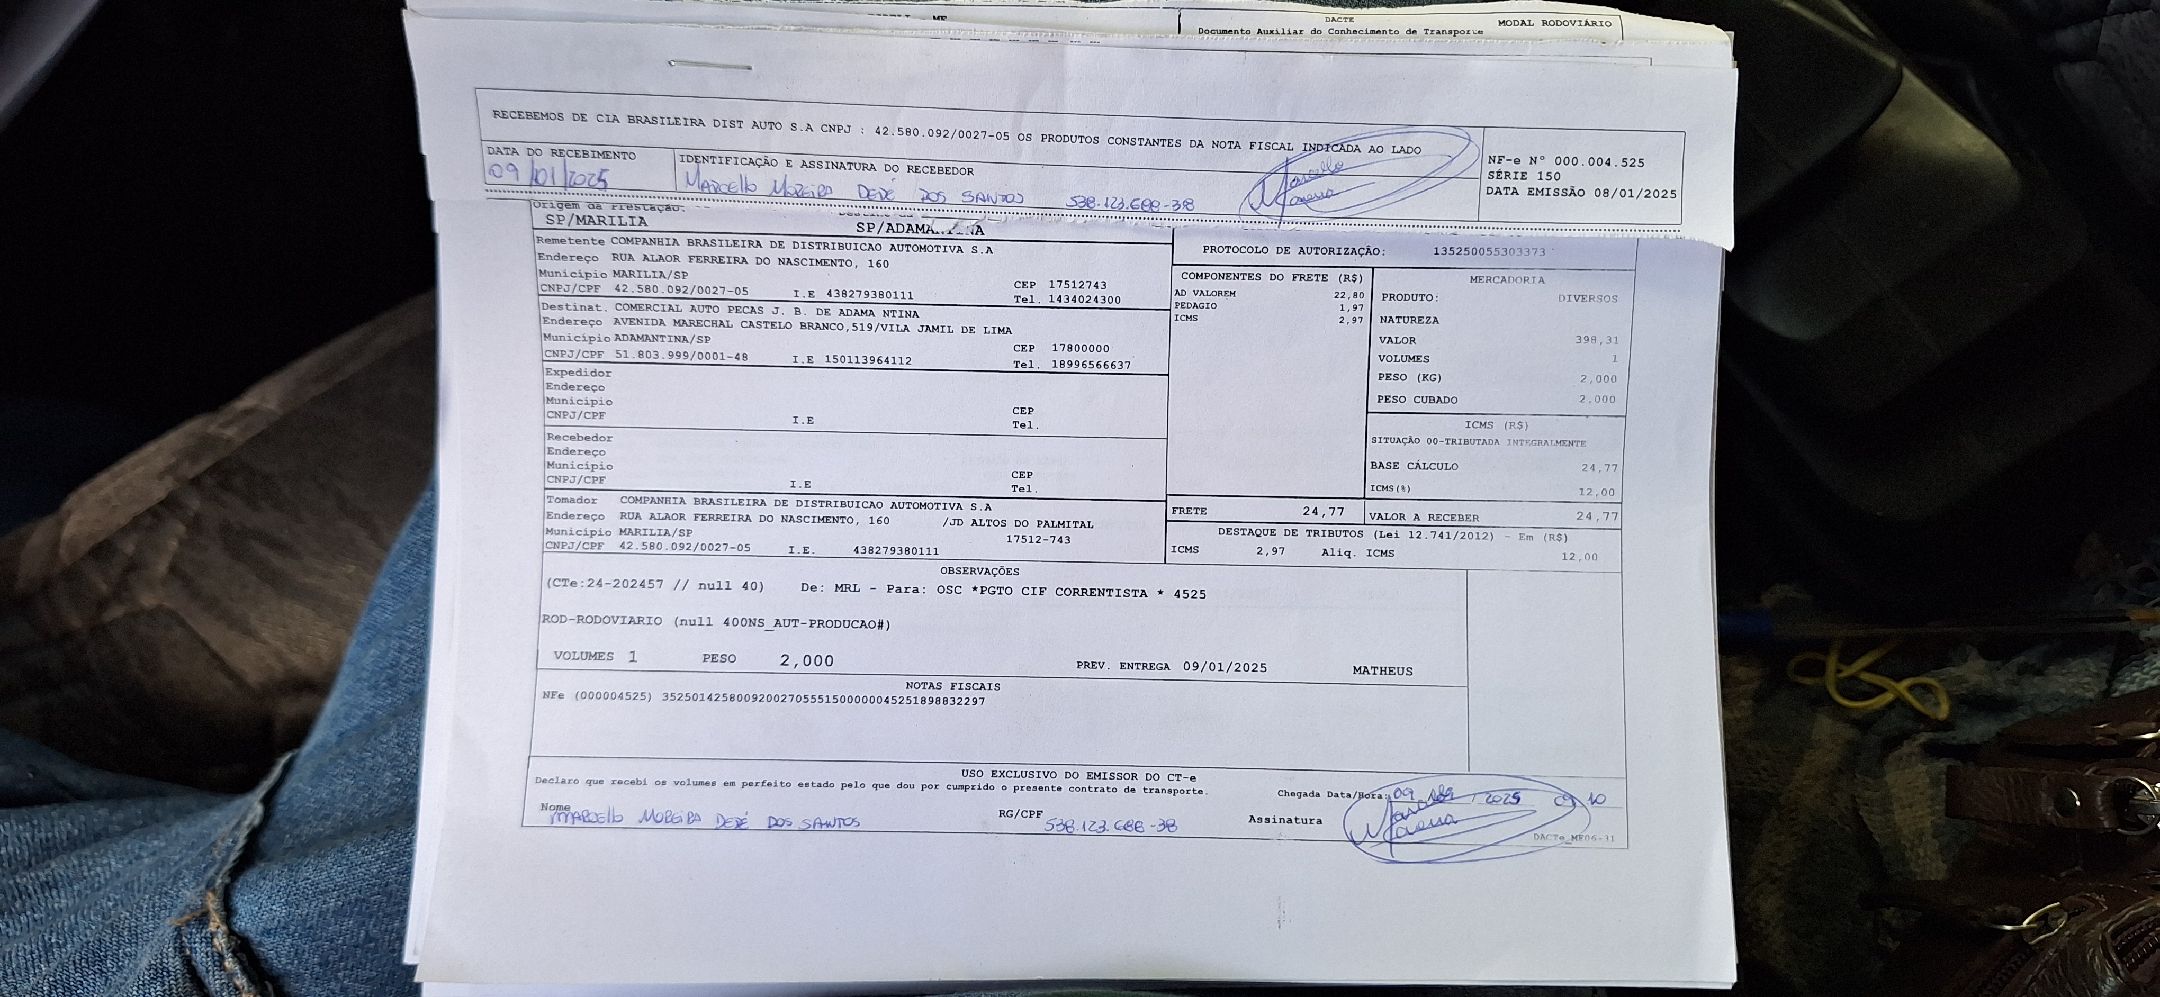 DACTE
MODAL RODOVIÁRIO
Documento Auxiliar do Conhecimento de Transporte
RECEBEMOS DE CIA BRASILEIRA DIST AUTO S.A CNPJ : 42.580.092/0027-05 OS PRODUTOS CONSTANTES DA NOTA FISCAL INDICADA AO LADO
DATA DO RECEBIMENTO
09/01/2025
IDENTIFICAÇÃO E ASSINATURA DO RECEBEDOR
MARCELLO MOREIRA DEDÉ DOS SANTOS 538.123.688-38
NF-e Nº 000.004.525
SÉRIE 150
DATA EMISSÃO 08/01/2025
Origem da Prestação:
SP/MARILIA
SP/ADAMANTINA
Remetente COMPANHIA BRASILEIRA DE DISTRIBUICAO AUTOMOTIVA S.A
Endereço RUA ALAOR FERREIRA DO NASCIMENTO, 160
Município MARILIA/SP CEP 17512743
CNPJ/CPF 42.580.092/0027-05 I.E 438279380111 Tel. 1434024300
Destinat. COMERCIAL AUTO PECAS J. B. DE ADAMA NTINA
Endereço AVENIDA MARECHAL CASTELO BRANCO,519/VILA JAMIL DE LIMA
Município ADAMANTINA/SP CEP 17800000
CNPJ/CPF 51.803.999/0001-48 I.E 150113964112 Tel. 18996566637
Expedidor
Endereço
Município CEP
CNPJ/CPF I.E Tel.
Recebedor
Endereço
Município CEP
CNPJ/CPF I.E Tel.
Tomador COMPANHIA BRASILEIRA DE DISTRIBUICAO AUTOMOTIVA S.A
Endereço RUA ALAOR FERREIRA DO NASCIMENTO, 160 /JD ALTOS DO PALMITAL
Município MARILIA/SP 17512-743
CNPJ/CPF 42.580.092/0027-05 I.E. 438279380111
PROTOCOLO DE AUTORIZAÇÃO: 135250055303373
COMPONENTES DO FRETE (R$)
AD VALOREM 22,80
PEDAGIO 1,97
ICMS 2,97
MERCADORIA
PRODUTO: DIVERSOS
NATUREZA
VALOR 398,31
VOLUMES 1
PESO (KG) 2,000
PESO CUBADO 2,000
ICMS (R$)
SITUAÇÃO 00-TRIBUTADA INTEGRALMENTE
BASE CÁLCULO 24,77
ICMS(%) 12,00
FRETE 24,77
VALOR A RECEBER 24,77
DESTAQUE DE TRIBUTOS (Lei 12.741/2012) - Em (R$)
ICMS 2,97 Aliq. ICMS 12,00
OBSERVAÇÕES
(CTe:24-202457 // null 40) De: MRL - Para: OSC *PGTO CIF CORRENTISTA * 4525
ROD-RODOVIARIO (null 400NS_AUT-PRODUCAO#)
VOLUMES 1 PESO 2,000 PREV. ENTREGA 09/01/2025 MATHEUS
NOTAS FISCAIS
NFe (000004525) 35250142580092002705551500000045251898832297
USO EXCLUSIVO DO EMISSOR DO CT-e
Declaro que recebi os volumes em perfeito estado pelo que dou por cumprido o presente contrato de transporte.
Chegada Data/Hora: 09 / 2025 09 10
Nome MARCELLO MOREIRA DEDÉ DOS SANTOS
RG/CPF 538.123.688-38
Assinatura
DACTe_MF06-31